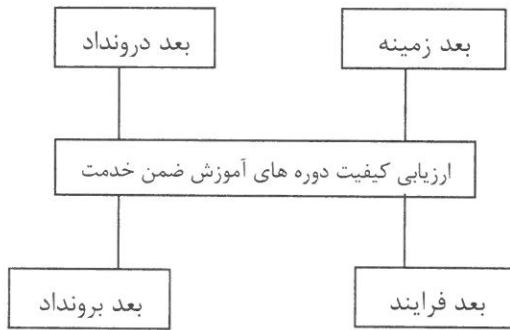 بعد زمینه
بعد درونداد
ارزیابی کیفیت دوره های آموزش ضمن خدمت
بعد فرایند
بعد برونداد